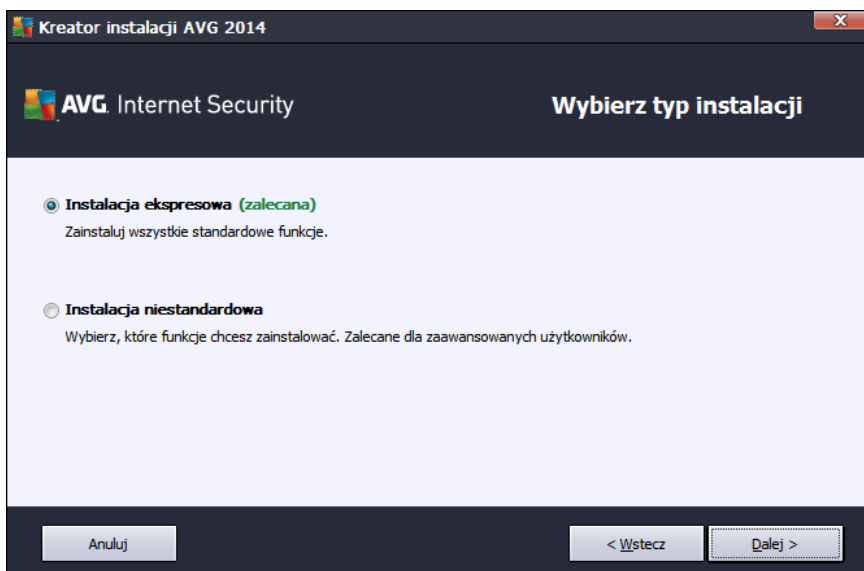 Kreator instalacji AVG 2014
X
AVG. Internet Security
Wybierz typ instalacji
Instalacja ekspresowa (zalecana)
Zainstaluj wszystkie standardowe funkcje.
Instalacja niestandardowa
Wybierz, które funkcje chcesz zainstalować. Zalecane dla zaawansowanych użytkowników.
Anuluj
< Wstecz
Dalej >